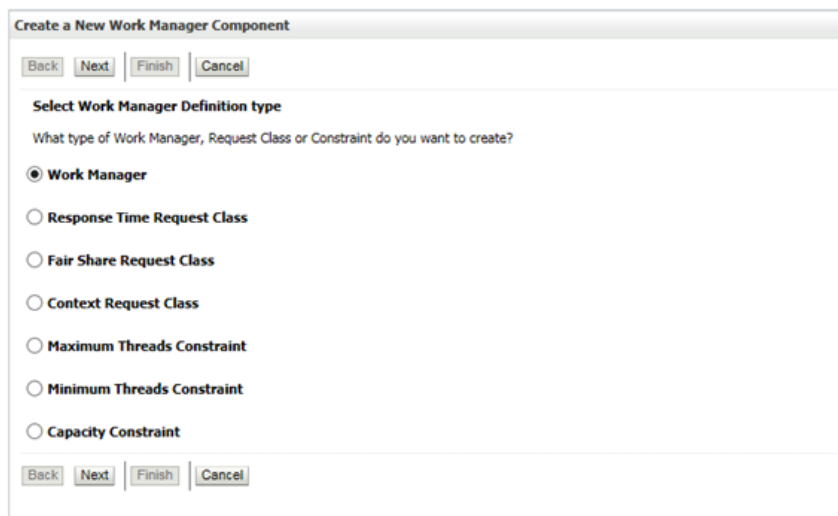 Create a New Work Manager Component
Back Next Finish Cancel
Select Work Manager Definition type
What type of Work Manager, Request Class or Constraint do you want to create?
Work Manager
Response Time Request Class
Fair Share Request Class
Context Request Class
Maximum Threads Constraint
Minimum Threads Constraint
Capacity Constraint
Back Next Finish Cancel